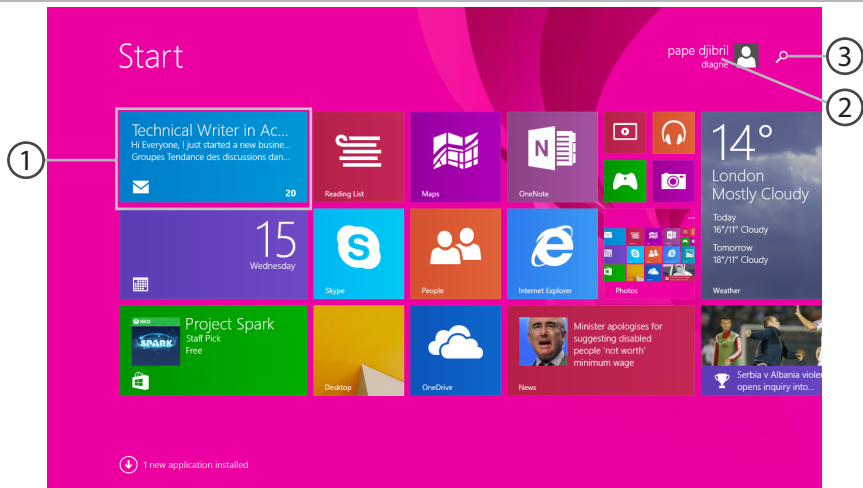 Start
pape djibril
diagne
3
2
1
Technical Writer in Ac...
Hi Everyone, I just started a new busine...
Groupes Tendance des discussions dan...
20
Reading List
Maps
N
OneNote
14°
London
Mostly Cloudy
Today
16°/11° Cloudy
Tomorrow
18°/11° Cloudy
Weather
15
Wednesday
S
Skype
People
e
Internet Explorer
Photos
XBOX
SPARK
Project Spark
Staff Pick
Free
Desktop
OneDrive
Minister apologises for
suggesting disabled
people 'not worth'
minimum wage
News
Serbia v Albania viole
opens inquiry into...
1 new application installed